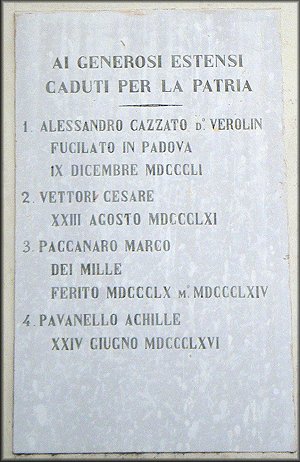 AI GENEROSI ESTENSI
CADUTI PER LA PATRIA
1. ALESSANDRO CAZZATO D.º VEROLIN
FUCILATO IN PADOVA
IX DICEMBRE MDCCCLI
2. VETTORI CESARE
XXIII AGOSTO MDCCCLXI
3. PACCANARO MARCO
DEI MILLE
FERITO MDCCCLX M.º MDCCCLXIV
4. PAVANELLO ACHILLE
XXIV GIUGNO MDCCCLXVI